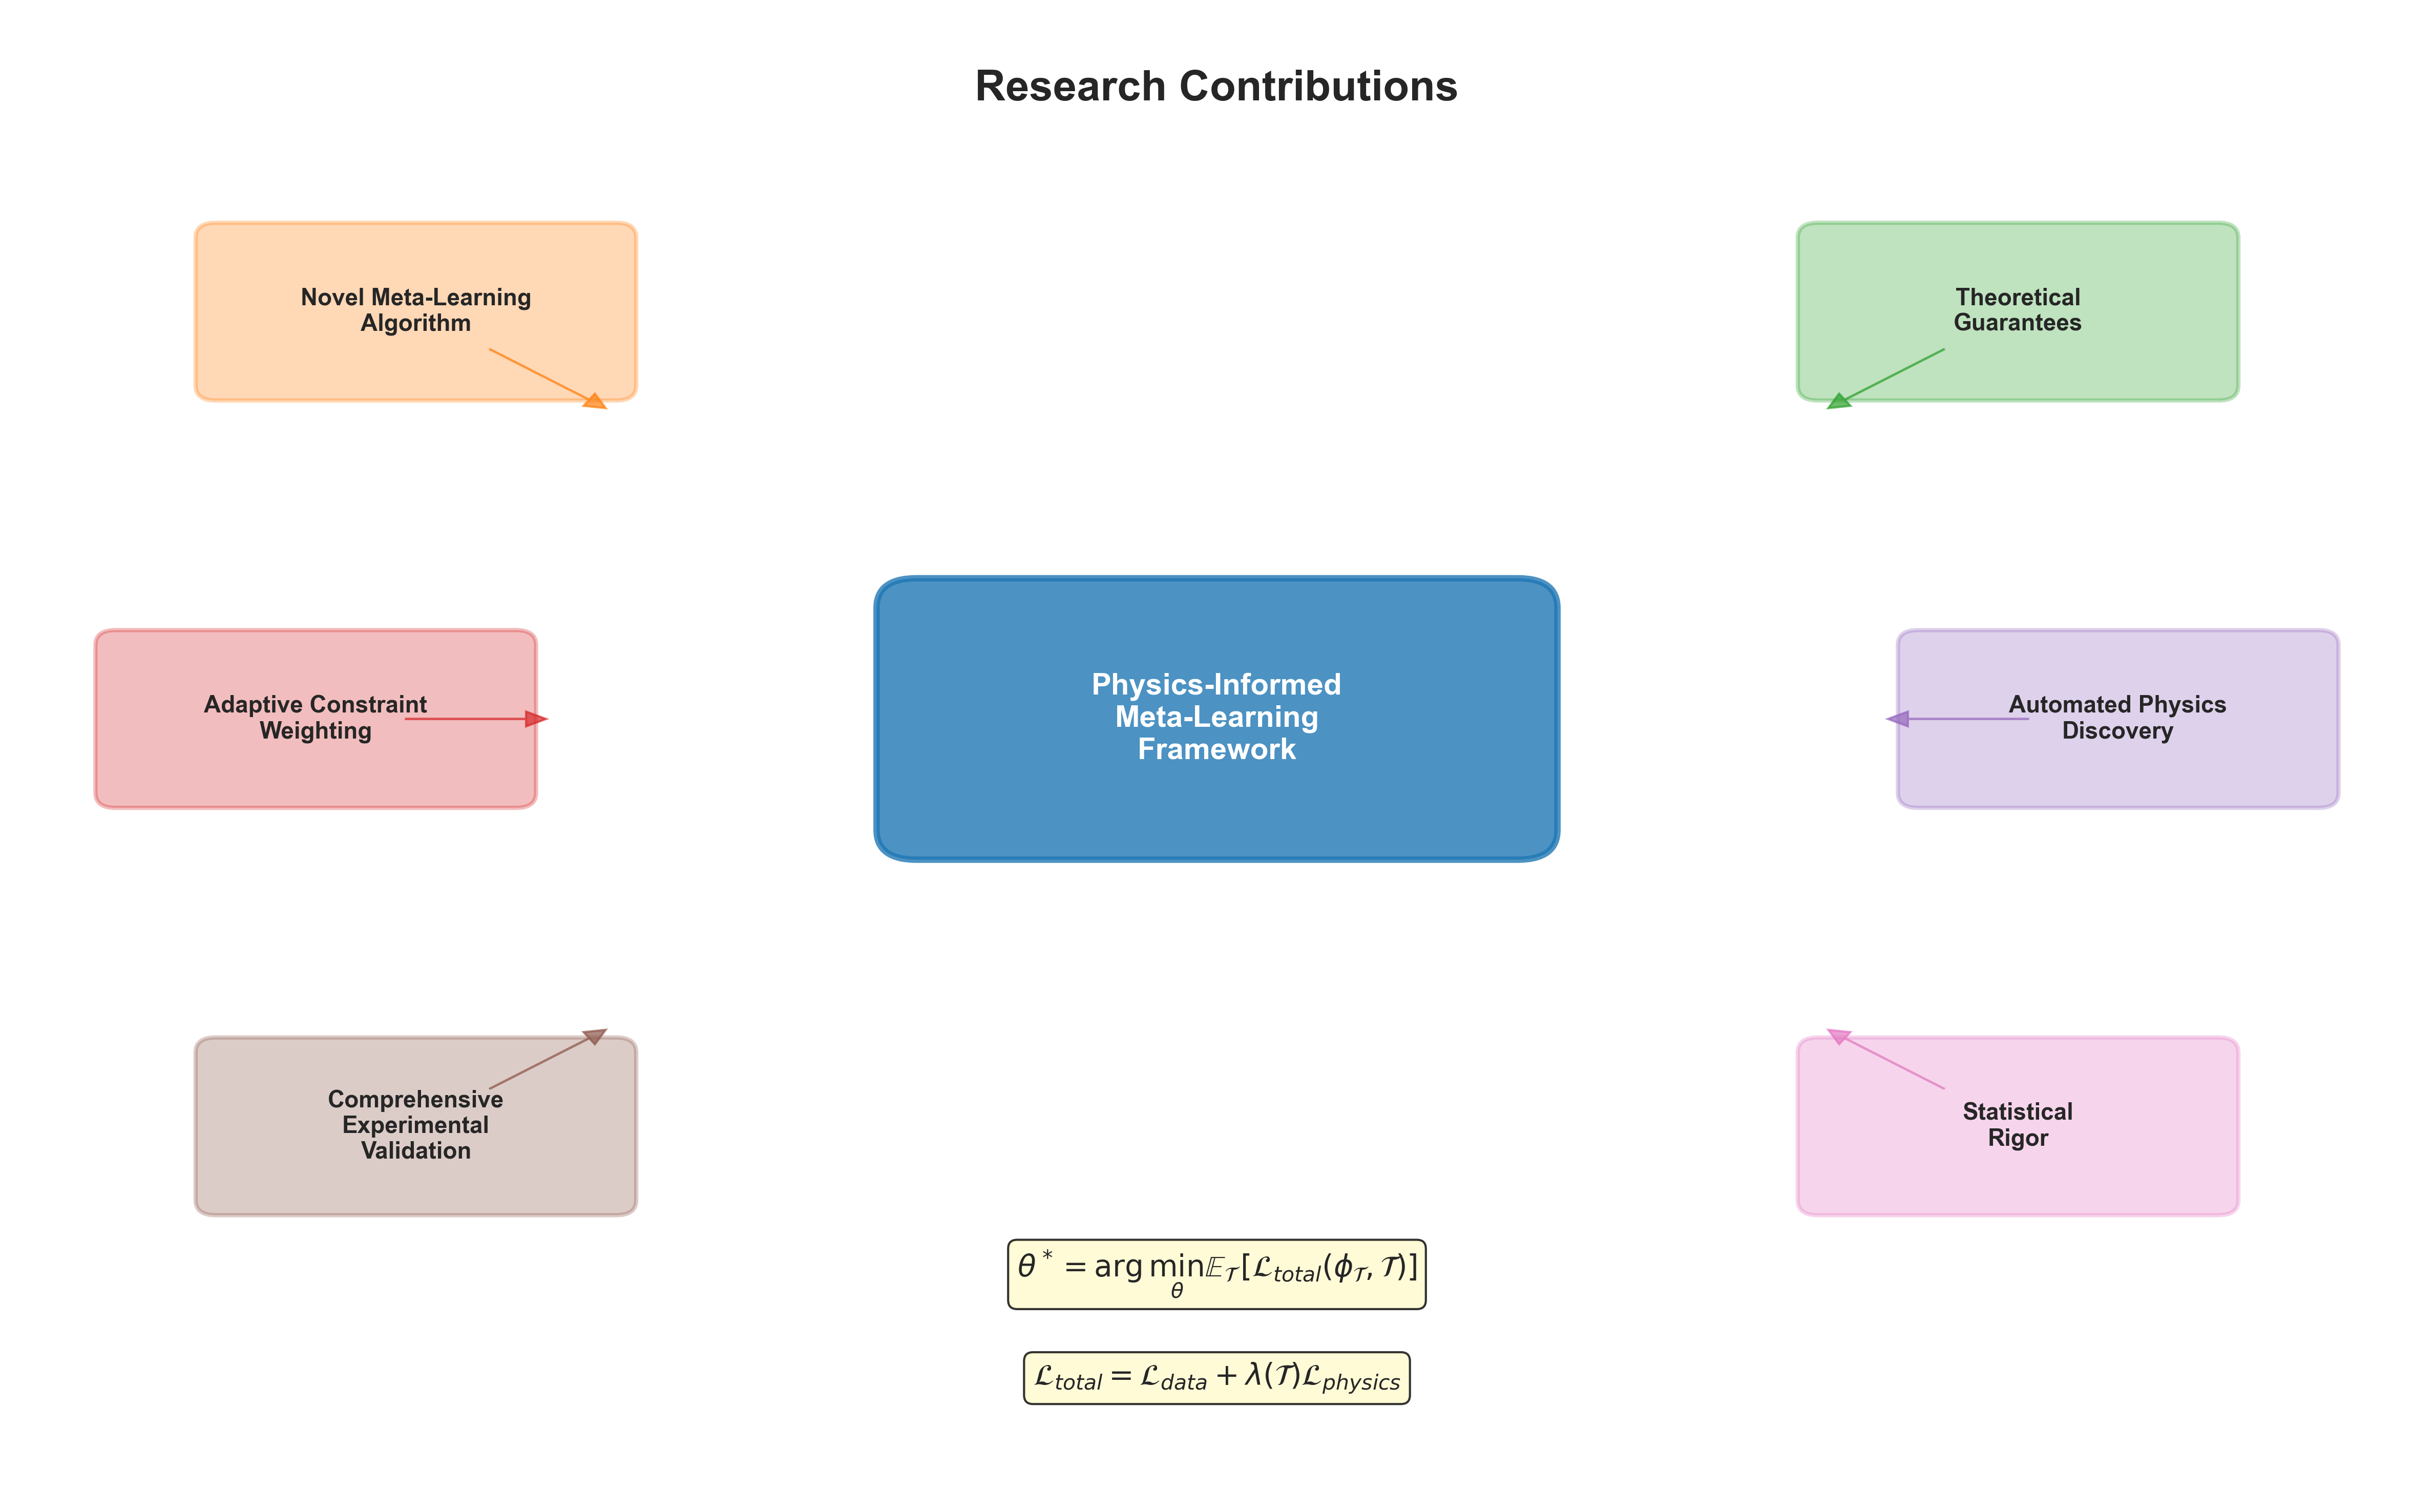 Research Contributions
Novel Meta-Learning
Algorithm
Theoretical
Guarantees
Adaptive Constraint
Weighting
Physics-Informed
Meta-Learning
Framework
Automated Physics
Discovery
Comprehensive
Experimental
Validation
Statistical
Rigor
θ* = arg min_θ 𝔼_𝒯[ℒ_total(ϕ_𝒯, 𝒯)]
ℒ_total = ℒ_data + λ(𝒯)ℒ_physics